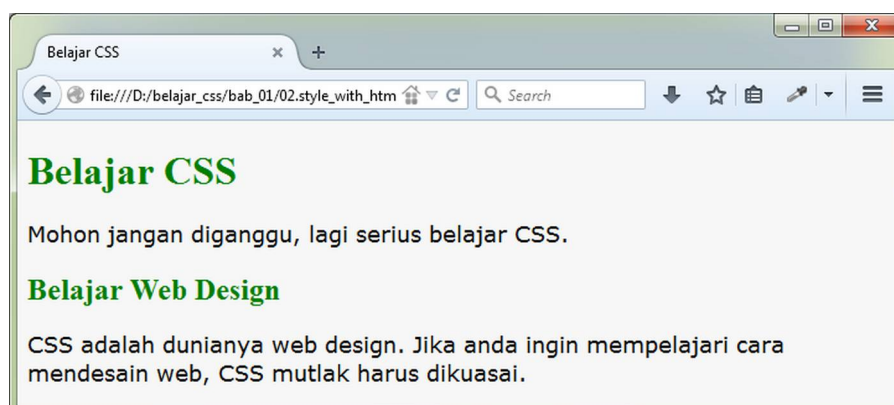 Belajar CSS
file:///D:/belajar_css/bab_01/02.style_with_htm
Search
Belajar CSS
Mohon jangan diganggu, lagi serius belajar CSS.
Belajar Web Design
CSS adalah dunianya web design. Jika anda ingin mempelajari cara
mendesain web, CSS mutlak harus dikuasai.